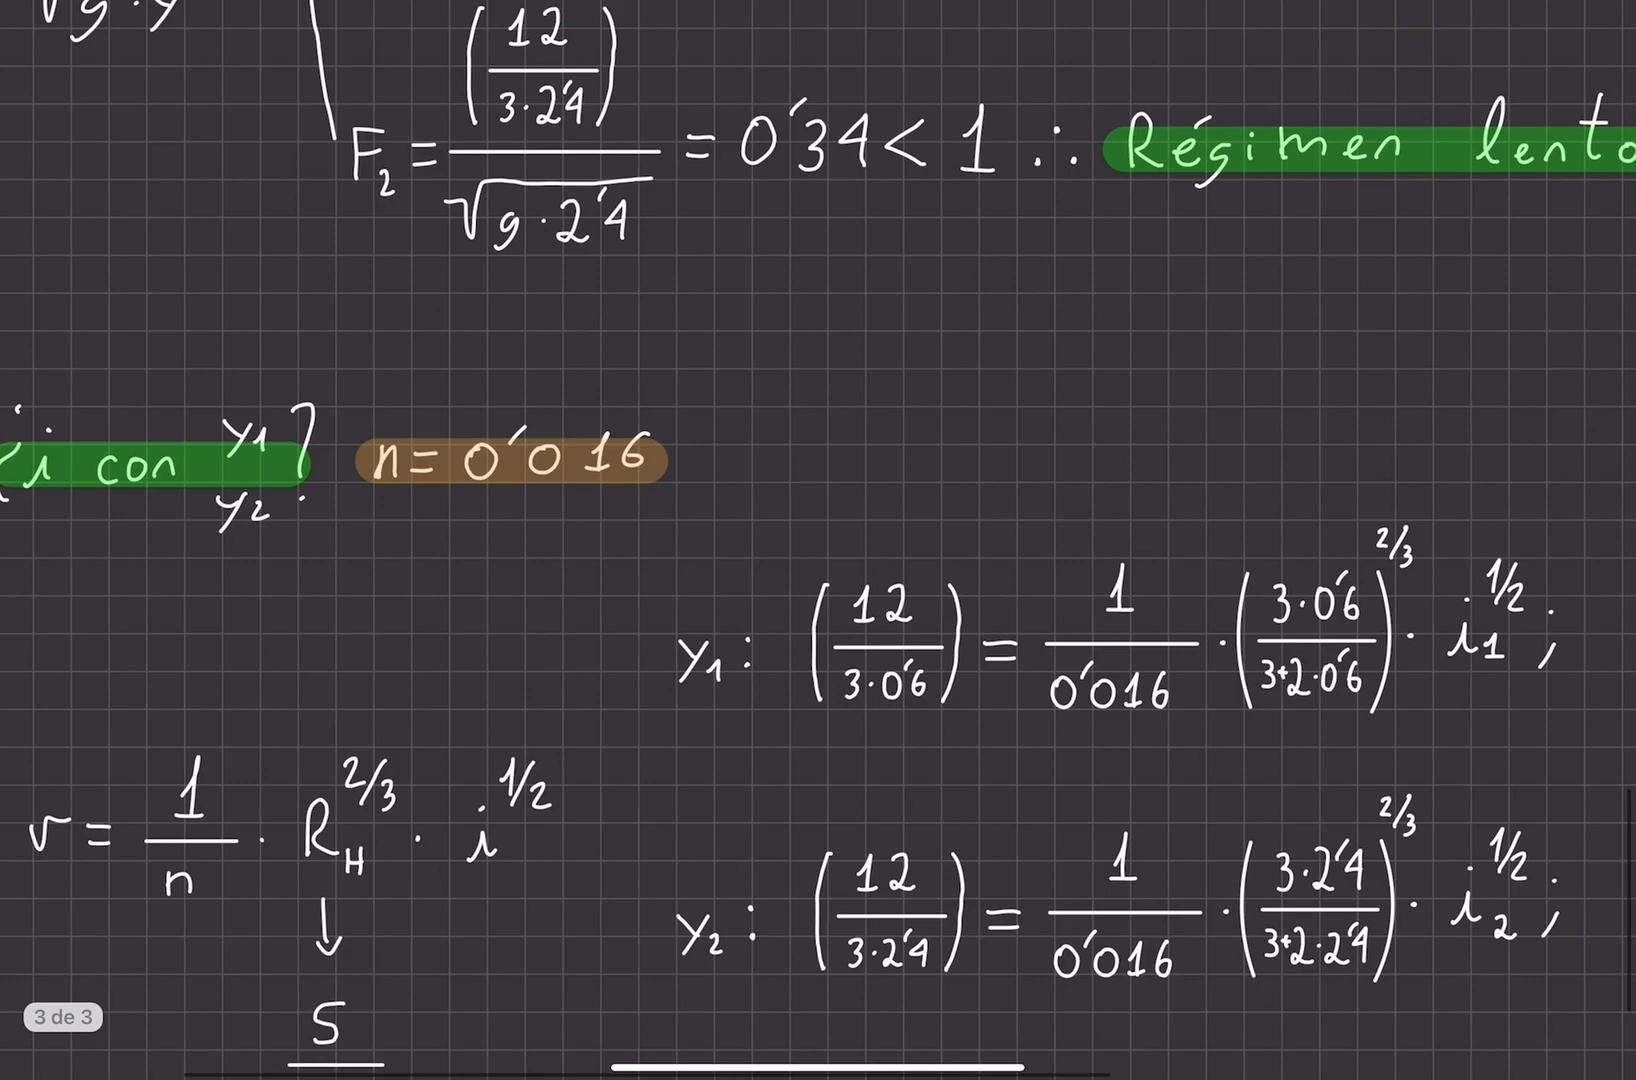 √g·y
F₂ = (12/(3·2'4))/√(g·2'4) = 0'34 < 1 ∴ Régimen lento
¿i con y₁ y₂? n = 0'016
y₁: (12/(3·0'6)) = 1/0'016 · ((3·0'6)/(3+2·0'6))^2/3 · i₁^1/2;
v = 1/n · R_H^2/3 · i^1/2
y₂: (12/(3·2'4)) = 1/0'016 · ((3·2'4)/(3+2·2'4))^2/3 · i₂^1/2;
↓
S
3 de 3